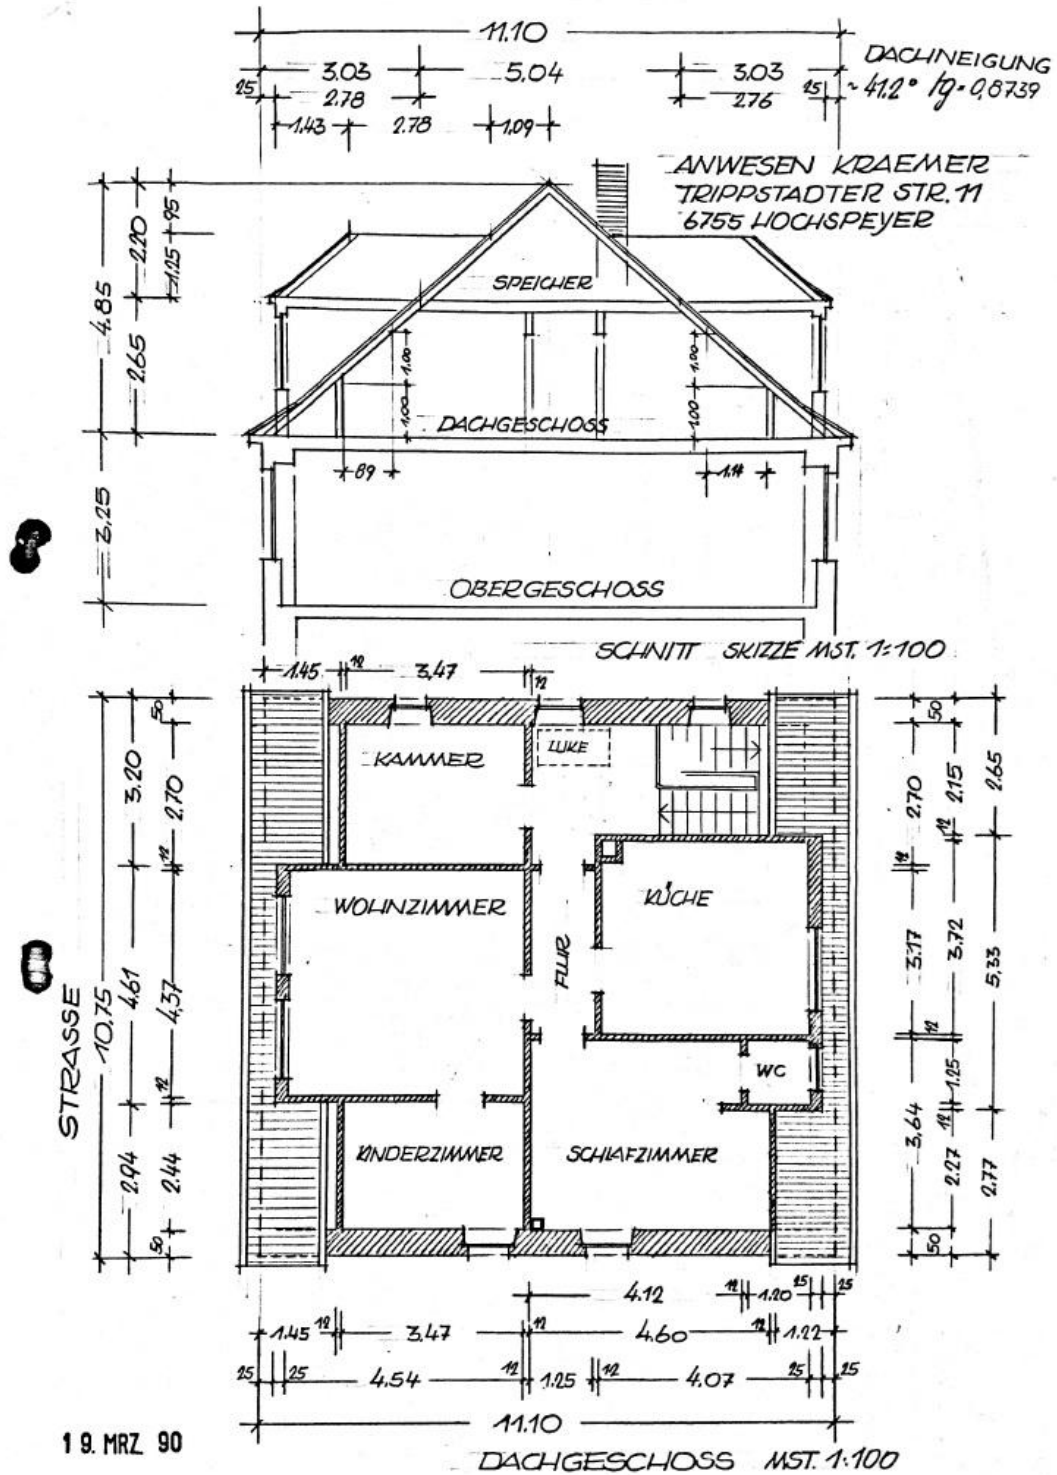 11.10
3.03 5.04 3.03
DACHNEIGUNG
~ 41.2° tg = 0,8739
25 2.78 2.76 25
1.43 2.78 1.09
ANWESEN KRAEMER
TRIPPSTADTER STR. 11
6755 HOCHSPEYER
4.85 2.20 95
1.25
2.65
3.25
SPEICHER
1.00 1.00
1.00 1.00
DACHGESCHOSS
89 1.14
OBERGESCHOSS
SCHNITT SKIZZE MST. 1:100
1.45 12 3.47 12
50 50
3.20 2.70 2.70 2.15 2.65
12 12 12
KAMMER
LUKE
WOHNZIMMER
KÜCHE
FLUR
STRASSE
10.75 4.61 4.37 3.17 3.72 5.33
12 12
WC
1.25
KINDERZIMMER
SCHLAFZIMMER
2.94 2.44 3.64 12 2.27 2.77
50 50
4.12 12 1.20 25 25
1.45 12 3.47 12 4.60 12 1.22
25 25 4.54 12 1.25 12 4.07 25 25
11.10
19. MRZ. 90
DACHGESCHOSS MST. 1:100